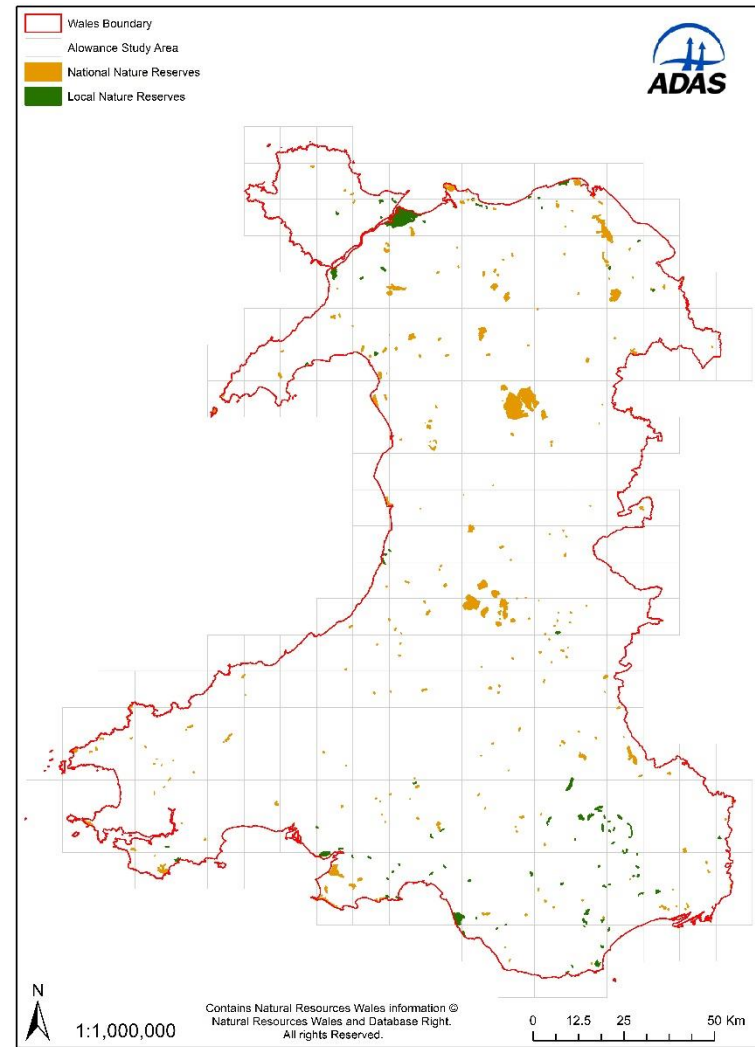 Wales Boundary
Alowance Study Area
National Nature Reserves
Local Nature Reserves
ADAS
N
1:1,000,000
Contains Natural Resources Wales information ©
Natural Resources Wales and Database Right.
All rights Reserved.
0 12.5 25 50 Km